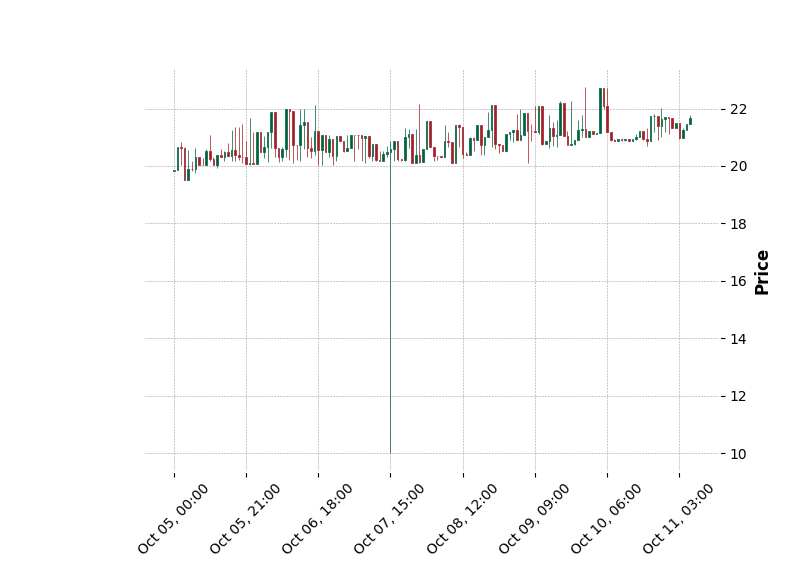 22
20
18
16
14
12
10
Price
Oct 05, 00:00
Oct 05, 21:00
Oct 06, 18:00
Oct 07, 15:00
Oct 08, 12:00
Oct 09, 09:00
Oct 10, 06:00
Oct 11, 03:00